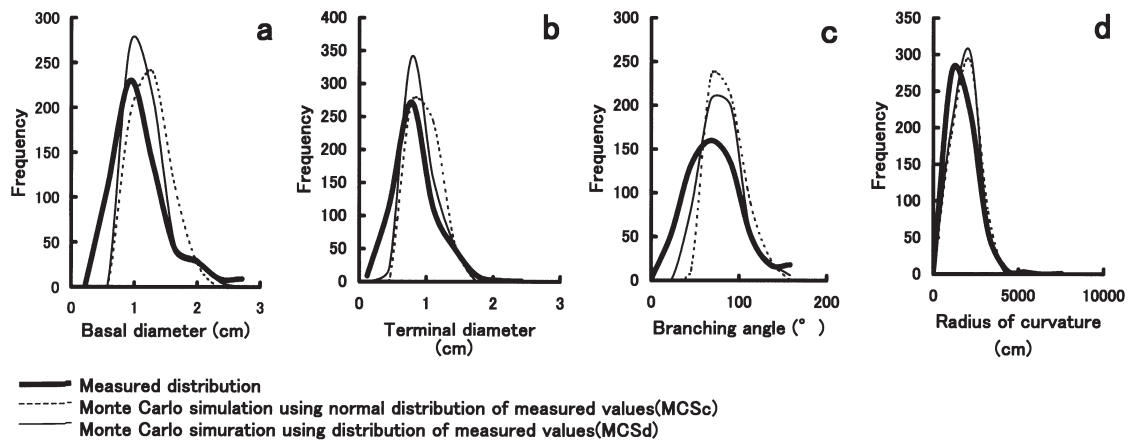 a
300
250
200
150
100
50
0
Frequency
0 1 2 3
Basal diameter (cm)
b
400
350
300
250
200
150
100
50
0
Frequency
0 1 2 3
Terminal diameter
(cm)
c
300
250
200
150
100
50
0
Frequency
0 100 200
Branching angle (° )
d
350
300
250
200
150
100
50
0
Frequency
0 5000 10000
Radius of curvature
(cm)
Measured distribution
Monte Carlo simulation using normal distribution of measured values(MCSc)
Monte Carlo simuration using distribution of measured values(MCSd)